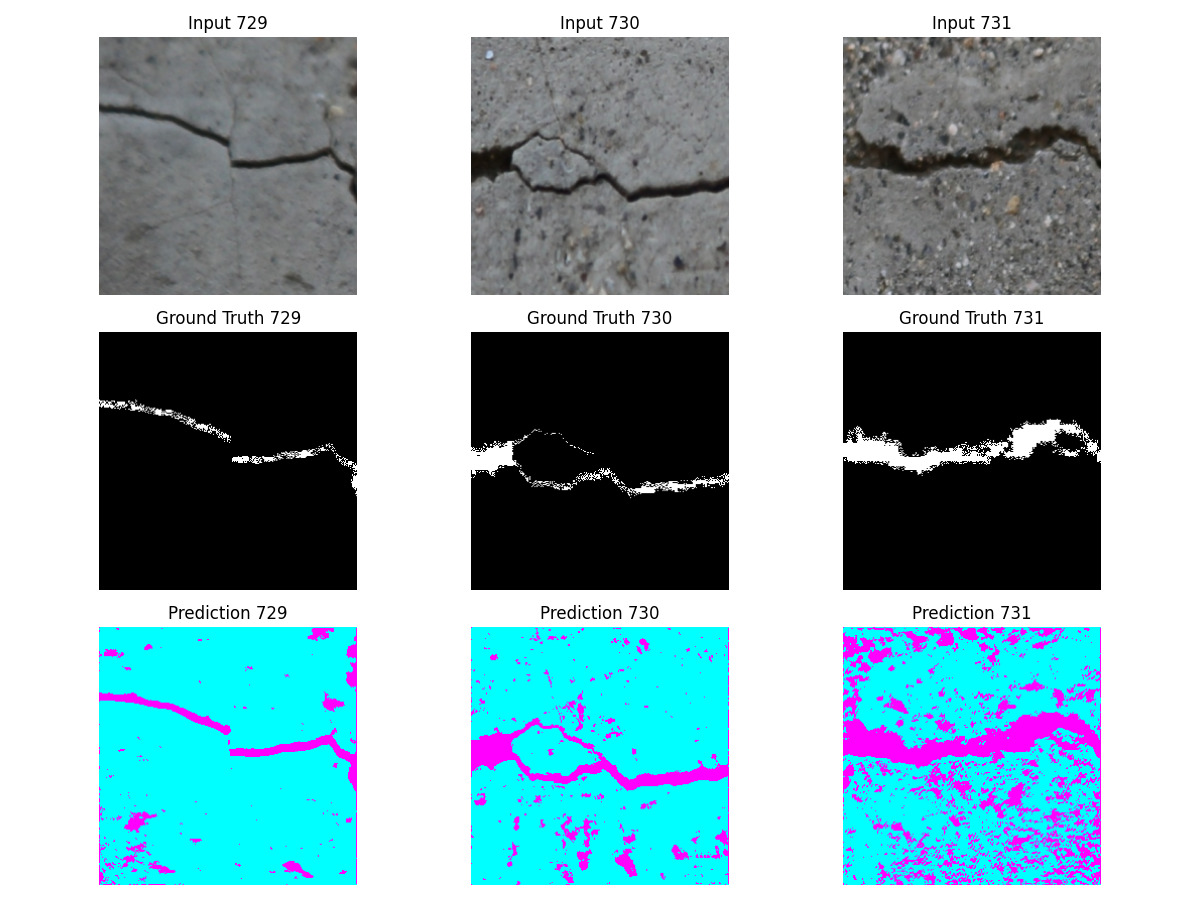 Input 729
Input 730
Input 731
Ground Truth 729
Ground Truth 730
Ground Truth 731
Prediction 729
Prediction 730
Prediction 731